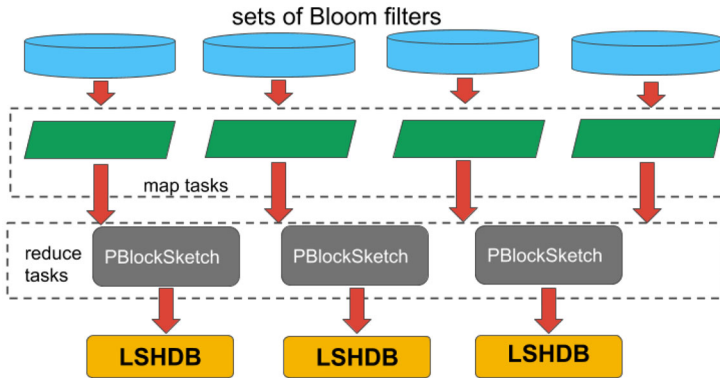 sets of Bloom filters
map tasks
reduce
tasks
PBlockSketch
PBlockSketch
PBlockSketch
LSHDB
LSHDB
LSHDB